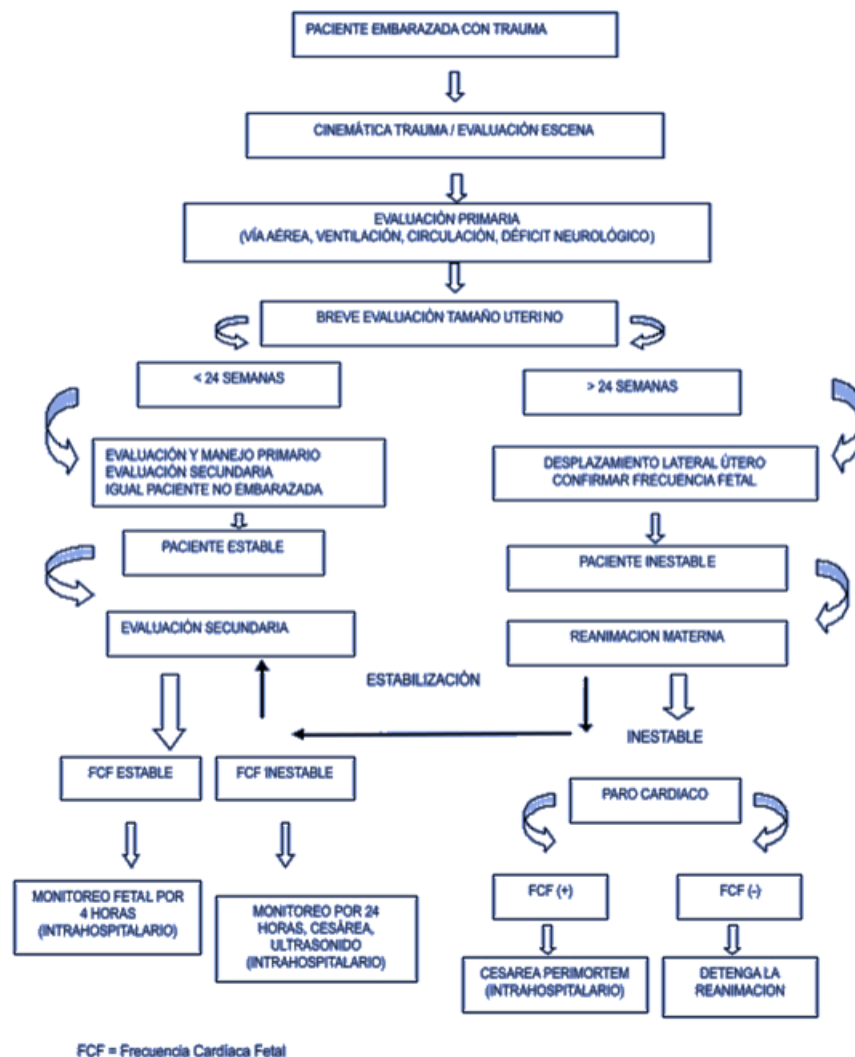 PACIENTE EMBARAZADA CON TRAUMA
CINEMÁTICA TRAUMA / EVALUACIÓN ESCENA
EVALUACIÓN PRIMARIA
(VÍA AÉREA, VENTILACIÓN, CIRCULACIÓN, DÉFICIT NEUROLÓGICO)
BREVE EVALUACIÓN TAMAÑO UTERINO
< 24 SEMANAS
> 24 SEMANAS
EVALUACIÓN Y MANEJO PRIMARIO
EVALUACIÓN SECUNDARIA
IGUAL PACIENTE NO EMBARAZADA
DESPLAZAMIENTO LATERAL ÚTERO
CONFIRMAR FRECUENCIA FETAL
PACIENTE ESTABLE
PACIENTE INESTABLE
EVALUACIÓN SECUNDARIA
REANIMACION MATERNA
ESTABILIZACIÓN
INESTABLE
FCF ESTABLE
FCF INESTABLE
PARO CARDIACO
MONITOREO FETAL POR
4 HORAS
(INTRAHOSPITALARIO)
MONITOREO POR 24
HORAS, CESÁREA,
ULTRASONIDO
(INTRAHOSPITALARIO)
FCF (+)
FCF (-)
CESAREA PERIMORTEM
(INTRAHOSPITALARIO)
DETENGA LA
REANIMACION
FCF = Frecuencia Cardíaca Fetal